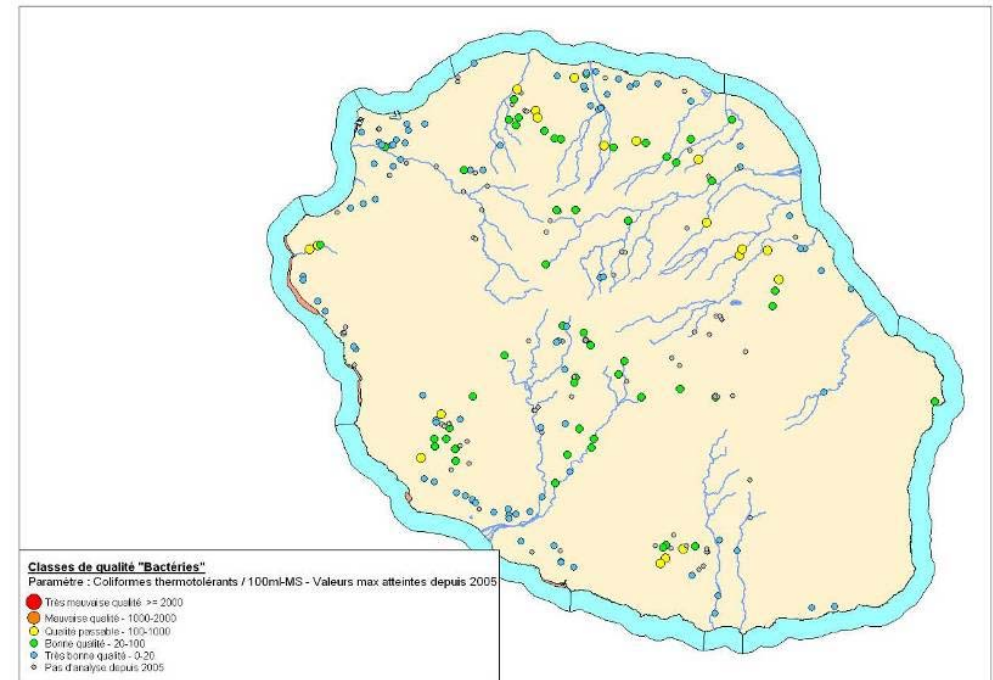 Classes de qualité "Bactéries"
Paramètre : Coliformes thermotolérants / 100ml-MS - Valeurs max atteintes depuis 2005
Très mauvaise qualité >= 2000
Mauvaise qualité - 1000-2000
Qualité passable - 100-1000
Bonne qualité - 20-100
Très bonne qualité - 0-20
Pas d'analyse depuis 2005